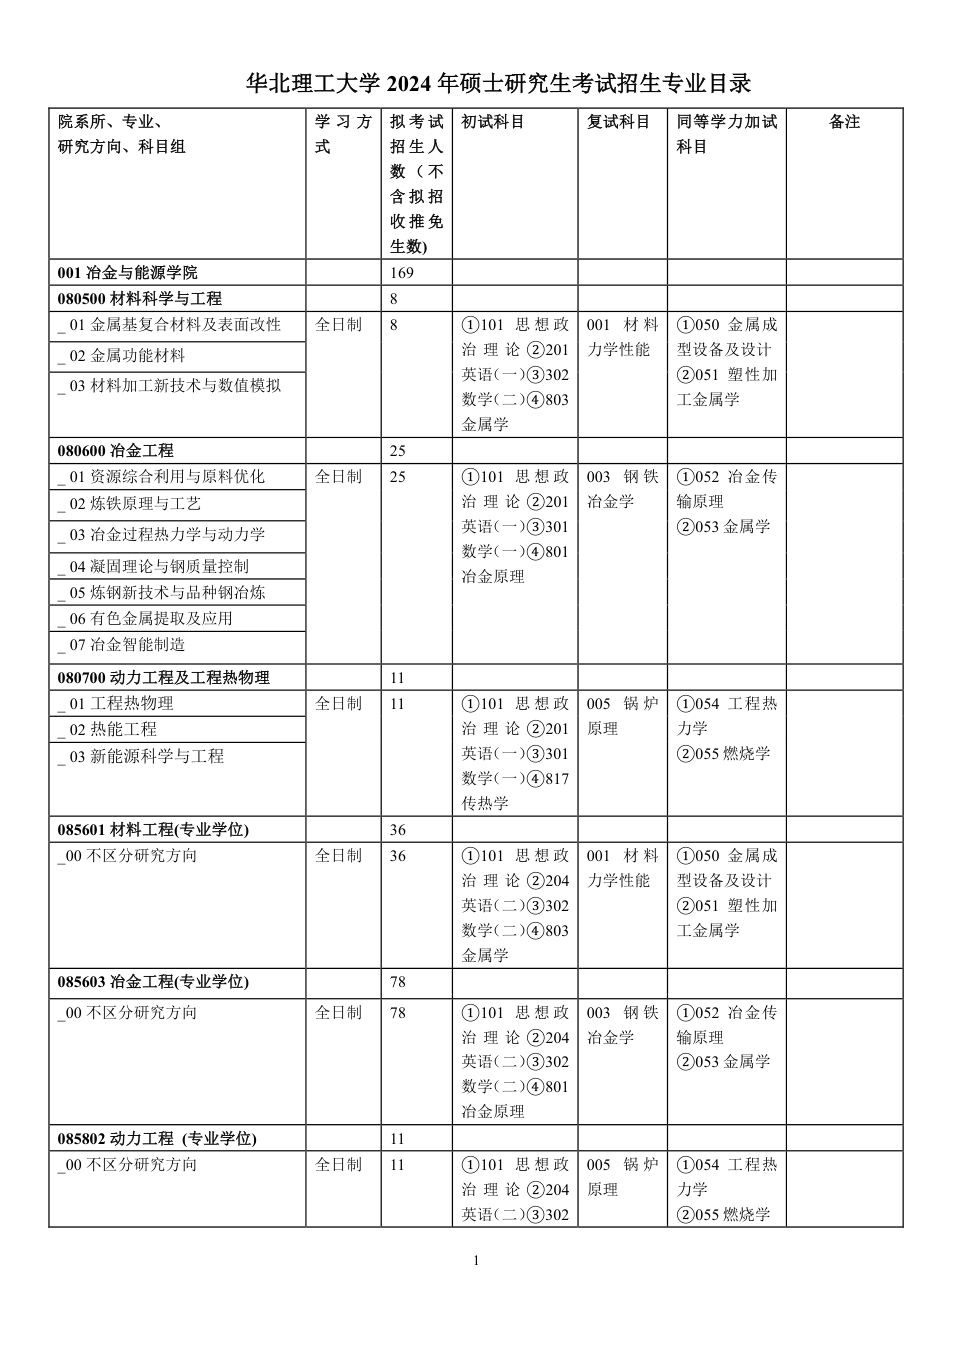 华北理工大学 2024 年硕士研究生考试招生专业目录
院系所、专业、
研究方向、科目组
学习方
式
拟考试
招生人
数（不
含拟招
收推免
生数)
初试科目
复试科目
同等学力加试
科目
备注
001 冶金与能源学院
169
080500 材料科学与工程
8
_ 01 金属基复合材料及表面改性
_ 02 金属功能材料
_ 03 材料加工新技术与数值模拟
全日制
8
①101 思想政
治理论②201
英语(一)③302
数学(二)④803
金属学
001 材料
力学性能
①050 金属成
型设备及设计
②051 塑性加
工金属学
080600 冶金工程
25
_ 01 资源综合利用与原料优化
_ 02 炼铁原理与工艺
_ 03 冶金过程热力学与动力学
_ 04 凝固理论与钢质量控制
_ 05 炼钢新技术与品种钢冶炼
_ 06 有色金属提取及应用
_ 07 冶金智能制造
全日制
25
①101 思想政
治理论②201
英语(一)③301
数学(一)④801
冶金原理
003 钢铁
冶金学
①052 冶金传
输原理
②053 金属学
080700 动力工程及工程热物理
11
_ 01 工程热物理
_ 02 热能工程
_ 03 新能源科学与工程
全日制
11
①101 思想政
治理论②201
英语(一)③301
数学(一)④817
传热学
005 锅炉
原理
①054 工程热
力学
②055 燃烧学
085601 材料工程(专业学位)
36
_00 不区分研究方向
全日制
36
①101 思想政
治理论②204
英语(二)③302
数学(二)④803
金属学
001 材料
力学性能
①050 金属成
型设备及设计
②051 塑性加
工金属学
085603 冶金工程(专业学位)
78
_00 不区分研究方向
全日制
78
①101 思想政
治理论②204
英语(二)③302
数学(二)④801
冶金原理
003 钢铁
冶金学
①052 冶金传
输原理
②053 金属学
085802 动力工程 (专业学位)
11
_00 不区分研究方向
全日制
11
①101 思想政
治理论②204
英语(二)③302
005 锅炉
原理
①054 工程热
力学
②055 燃烧学
1